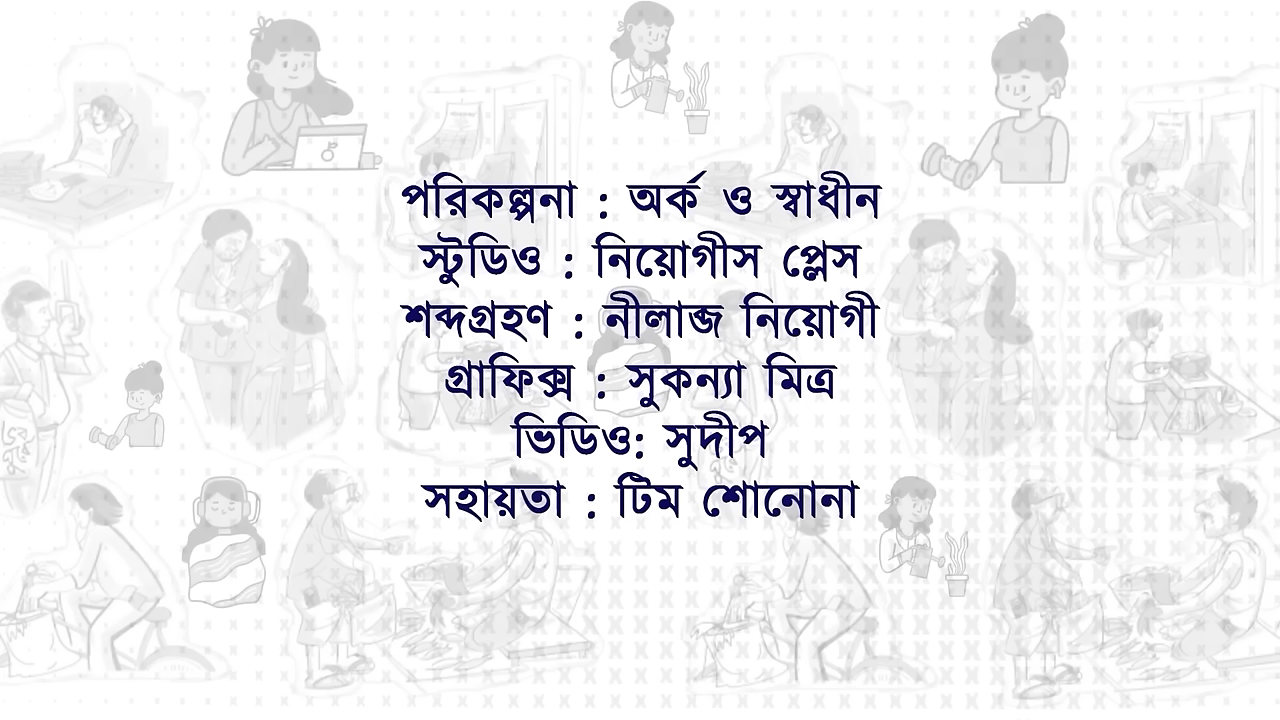 পরিকল্পনা : অর্ক ও স্বাধীন
স্টুডিও : নিয়োগীস প্লেস
শব্দগ্রহণ : নীলাব্জ নিয়োগী
গ্রাফিক্স : সুকন্যা মিত্র
ভিডিও: সুদীপ
সহায়তা : টিম শোনোনা